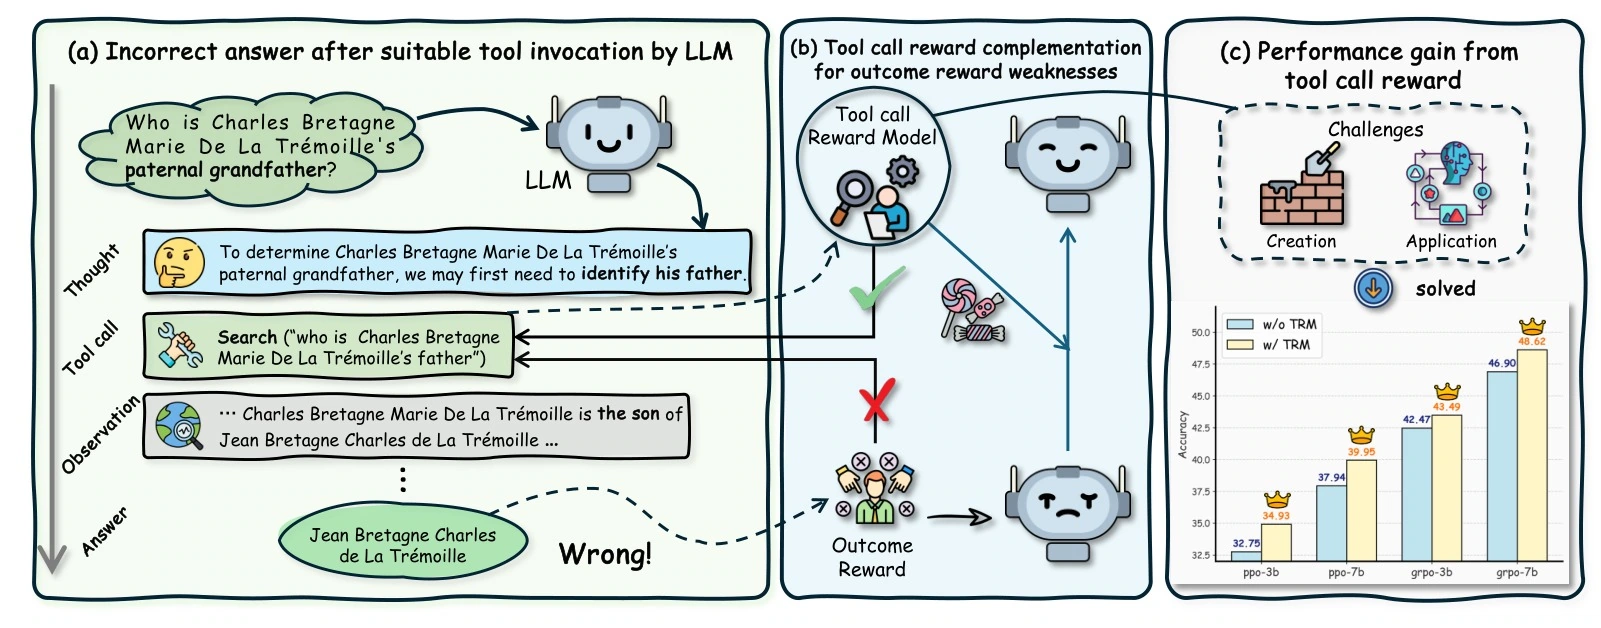 (a) Incorrect answer after suitable tool invocation by LLM
Who is Charles Bretagne
Marie De La Trémoille's
paternal grandfather?
LLM
Thought
To determine Charles Bretagne Marie De La Trémoille's
paternal grandfather, we may first need to identify his father.
Tool call
Search ("who is Charles Bretagne
Marie De La Trémoille's father")
Observation
... Charles Bretagne Marie De La Trémoille is the son of
Jean Bretagne Charles de La Trémoille ...
Answer
Jean Bretagne Charles
de La Trémoille
Wrong!
(b) Tool call reward complementation
for outcome reward weaknesses
Tool call
Reward Model
Outcome
Reward
(c) Performance gain from
tool call reward
Challenges
Creation
Application
solved
w/o TRM
w/ TRM
Accuracy
50.0
47.5
45.0
42.5
40.0
37.5
35.0
32.5
32.75
34.93
37.94
39.95
42.47
43.49
46.90
48.62
ppo-3b
ppo-7b
grpo-3b
grpo-7b